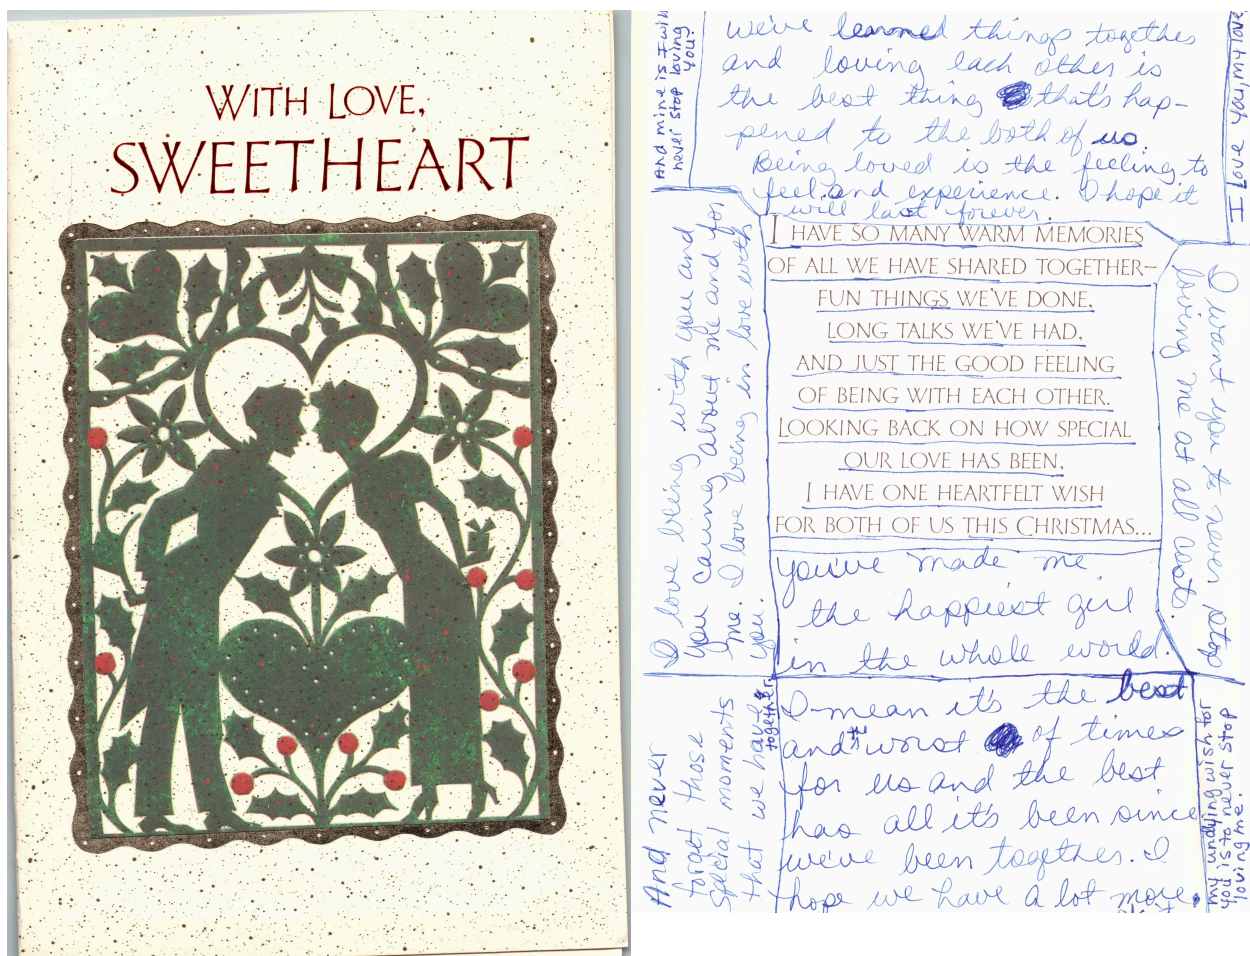 WITH LOVE,
SWEETHEART
we've learned things together
and loving each other is
the best thing that's hap-
pened to the both of us.
Being loved is the feeling to
feel and experience. I hope it
will last forever.
I HAVE SO MANY WARM MEMORIES
OF ALL WE HAVE SHARED TOGETHER–
FUN THINGS WE'VE DONE,
LONG TALKS WE'VE HAD,
AND JUST THE GOOD FEELING
OF BEING WITH EACH OTHER.
LOOKING BACK ON HOW SPECIAL
OUR LOVE HAS BEEN,
I HAVE ONE HEARTFELT WISH
FOR BOTH OF US THIS CHRISTMAS...
you've made me
the happiest girl
in the whole world.
I mean it's the best
and worst of times
for us and the best
has all it's been since
we've been together. I
hope we have a lot more.
And mine is I will
never stop loving
you?
I love being with you and
you caring about me and for
me. I love being in love with
you.
And never
forget those
special moments
that we have
together.
I Love You, My love
I want you to never stop
loving me at all costs.
my undying wish for
you is to never stop
loving me.